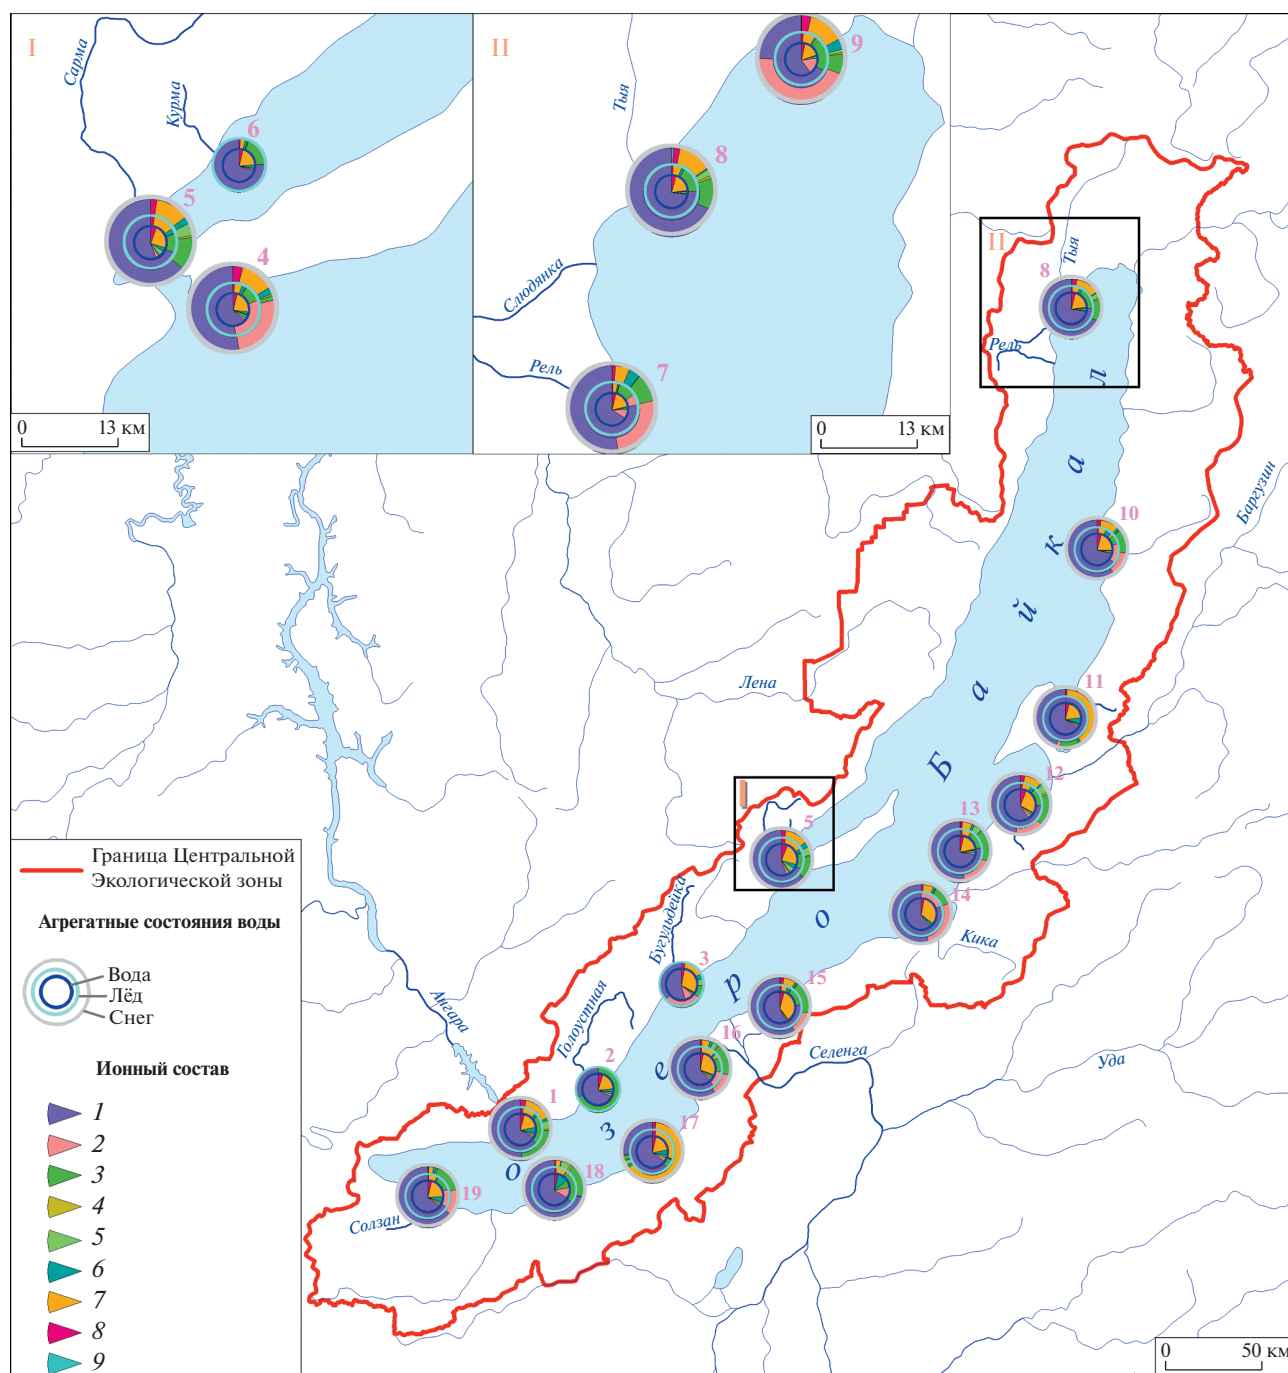 I
Сарма
Курма
6
5
4
0 13 км
II
Тыя
9
8
Слюдянка
Рель
7
0 13 км
II
Тыя
8
Рель
10
Баргузин
11
Лена
12
13
I
5
14
Кика
Бугульдейка
3
15
Голоустная
Ангара
16
Селенга
Уда
2
1
17
18
19
Солзан
озеро Байкал
Граница Центральной
Экологической зоны
Агрегатные состояния воды
Вода
Лёд
Снег
Ионный состав
1
2
3
4
5
6
7
8
9
0 50 км